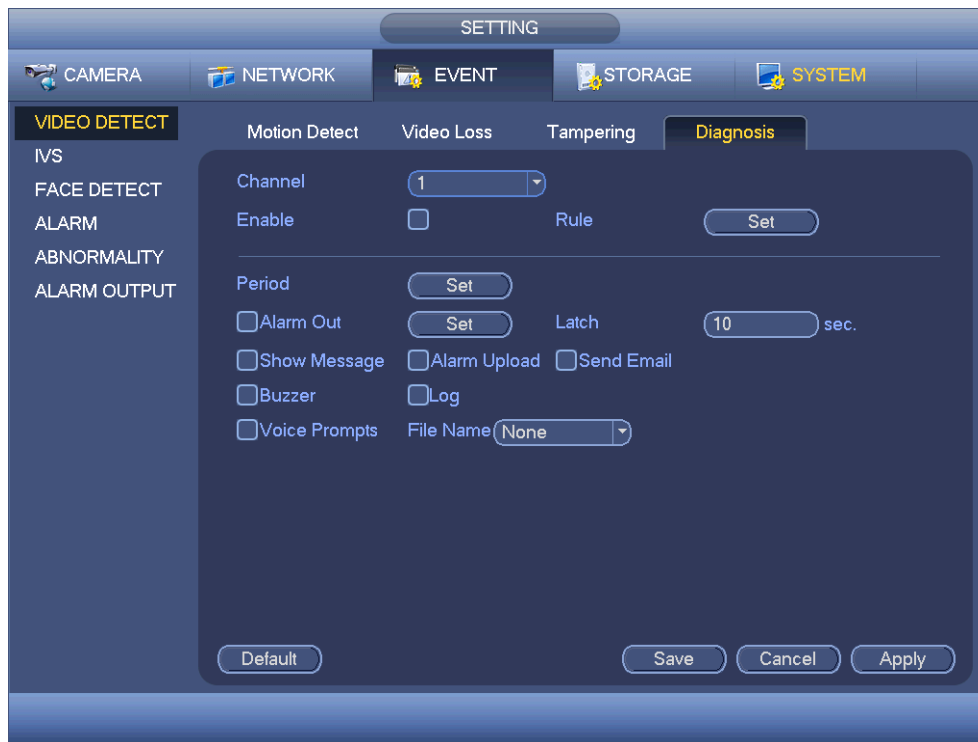 SETTING
CAMERA NETWORK EVENT STORAGE SYSTEM
VIDEO DETECT
IVS
FACE DETECT
ALARM
ABNORMALITY
ALARM OUTPUT
Motion Detect Video Loss Tampering Diagnosis
Channel 1
Enable Rule Set
Period Set
Alarm Out Set Latch 10 sec.
Show Message Alarm Upload Send Email
Buzzer Log
Voice Prompts File Name None
Default Save Cancel Apply